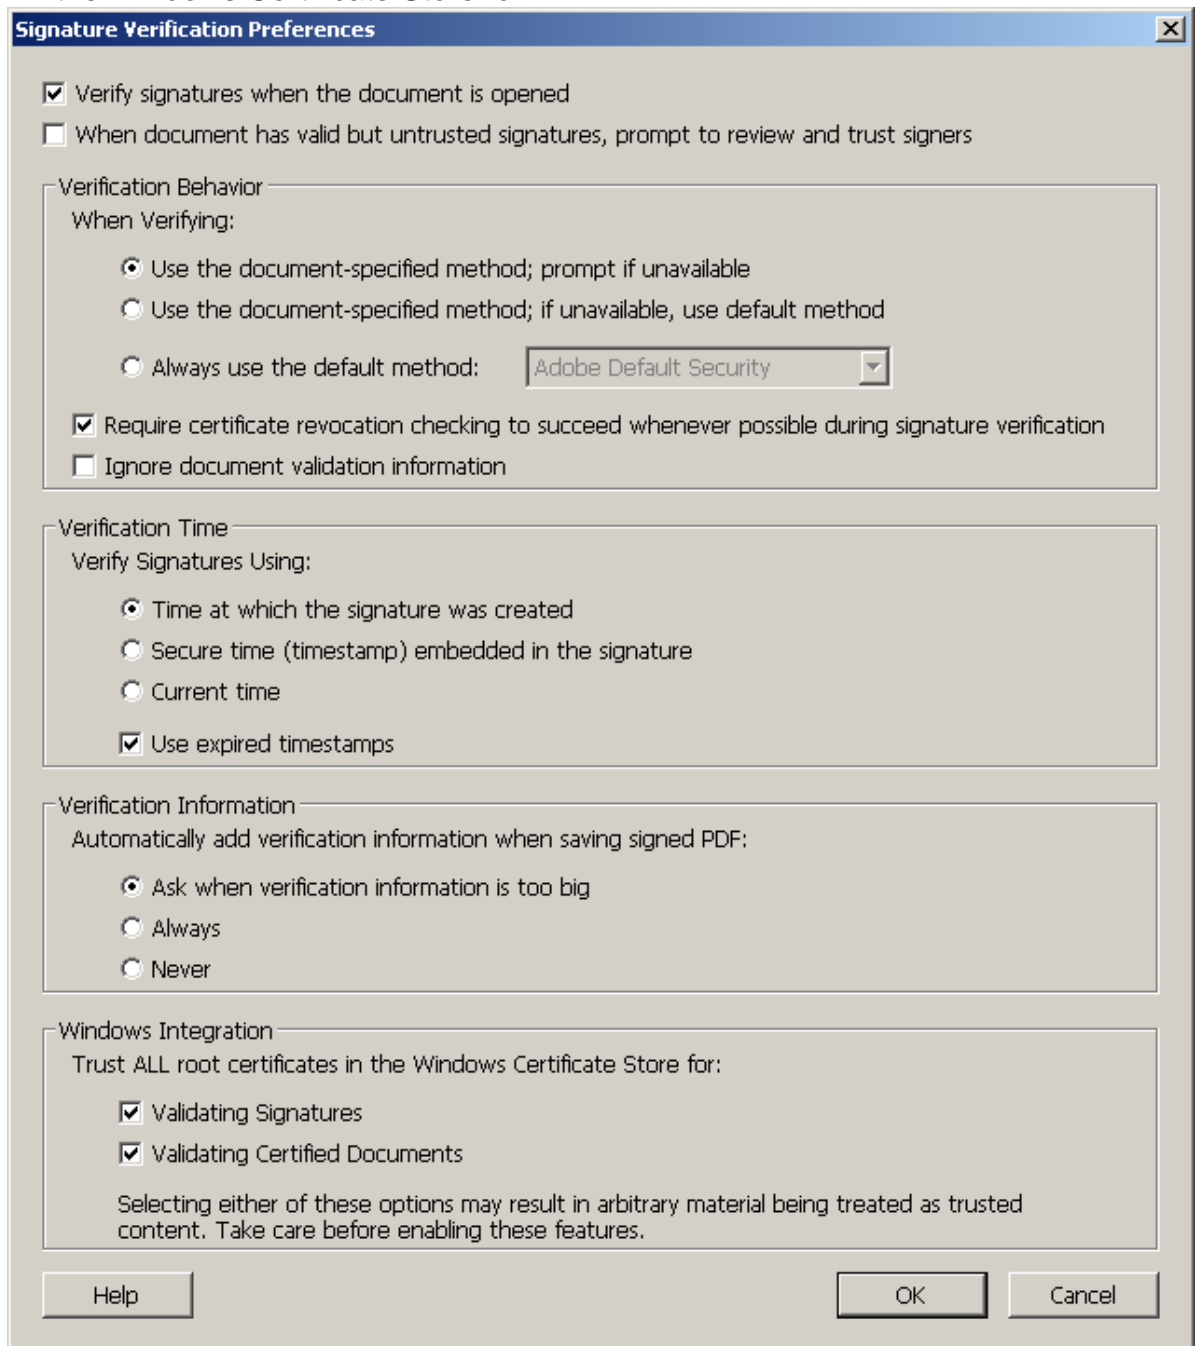 Signature Verification Preferences
Verify signatures when the document is opened
When document has valid but untrusted signatures, prompt to review and trust signers
Verification Behavior
When Verifying:
Use the document-specified method; prompt if unavailable
Use the document-specified method; if unavailable, use default method
Always use the default method: Adobe Default Security
Require certificate revocation checking to succeed whenever possible during signature verification
Ignore document validation information
Verification Time
Verify Signatures Using:
Time at which the signature was created
Secure time (timestamp) embedded in the signature
Current time
Use expired timestamps
Verification Information
Automatically add verification information when saving signed PDF:
Ask when verification information is too big
Always
Never
Windows Integration
Trust ALL root certificates in the Windows Certificate Store for:
Validating Signatures
Validating Certified Documents
Selecting either of these options may result in arbitrary material being treated as trusted
content. Take care before enabling these features.
Help OK Cancel